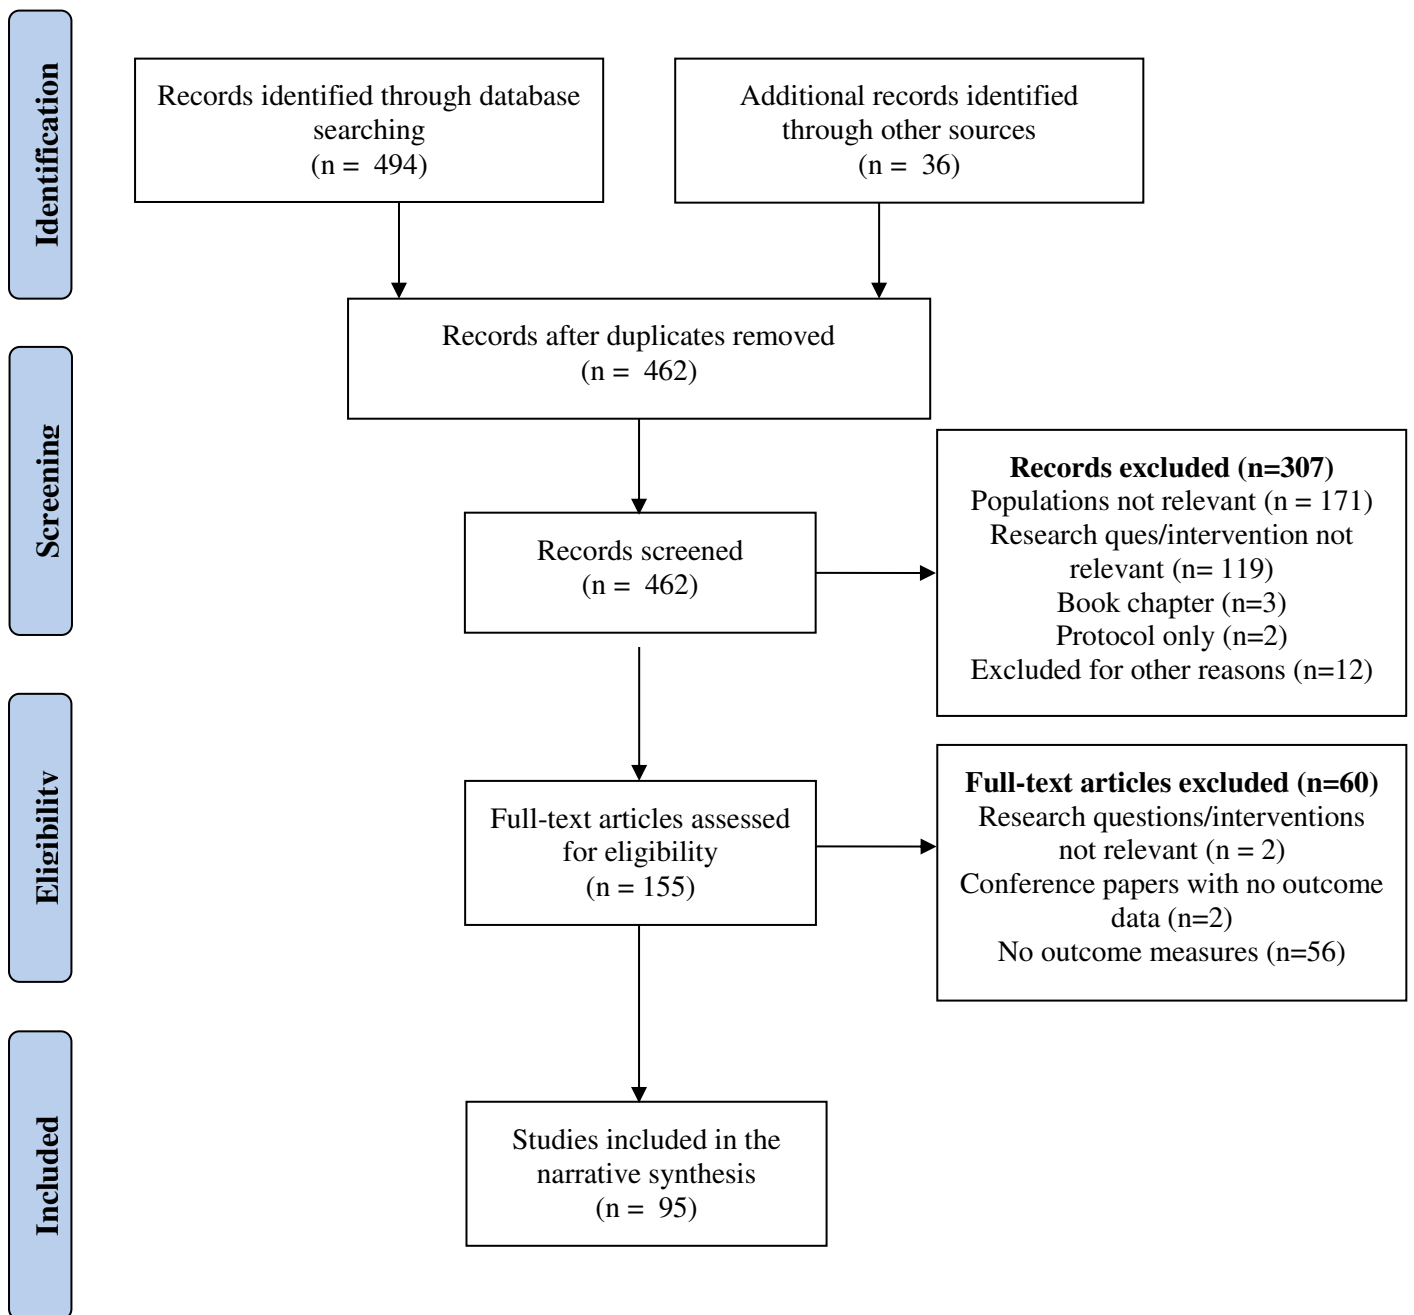 Identification
Records identified through database
searching
(n =  494)
Additional records identified
through other sources
(n =  36)
Records after duplicates removed
(n =  462)
Screening
Records screened
(n =  462)
Records excluded (n=307)
Populations not relevant (n = 171)
Research ques/intervention not
relevant (n= 119)
Book chapter (n=3)
Protocol only (n=2)
Excluded for other reasons (n=12)
Eligibility
Full-text articles assessed
for eligibility
(n = 155)
Full-text articles excluded (n=60)
Research questions/interventions
not relevant (n = 2)
Conference papers with no outcome
data (n=2)
No outcome measures (n=56)
Included
Studies included in the
narrative synthesis
(n =  95)